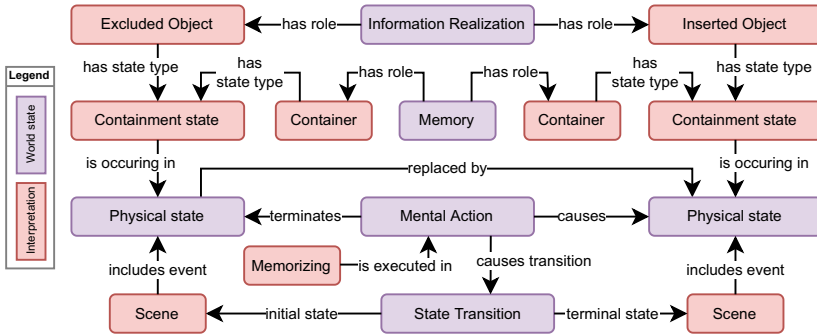 Excluded Object
has role
Information Realization
has role
Inserted Object
Legend
World state
Interpretation
has state type
has
state type
has role
has role
has
state type
has state type
Containment state
Container
Memory
Container
Containment state
is occuring in
replaced by
is occuring in
Physical state
terminates
Mental Action
causes
Physical state
includes event
Memorizing
is executed in
causes transition
includes event
Scene
initial state
State Transition
terminal state
Scene